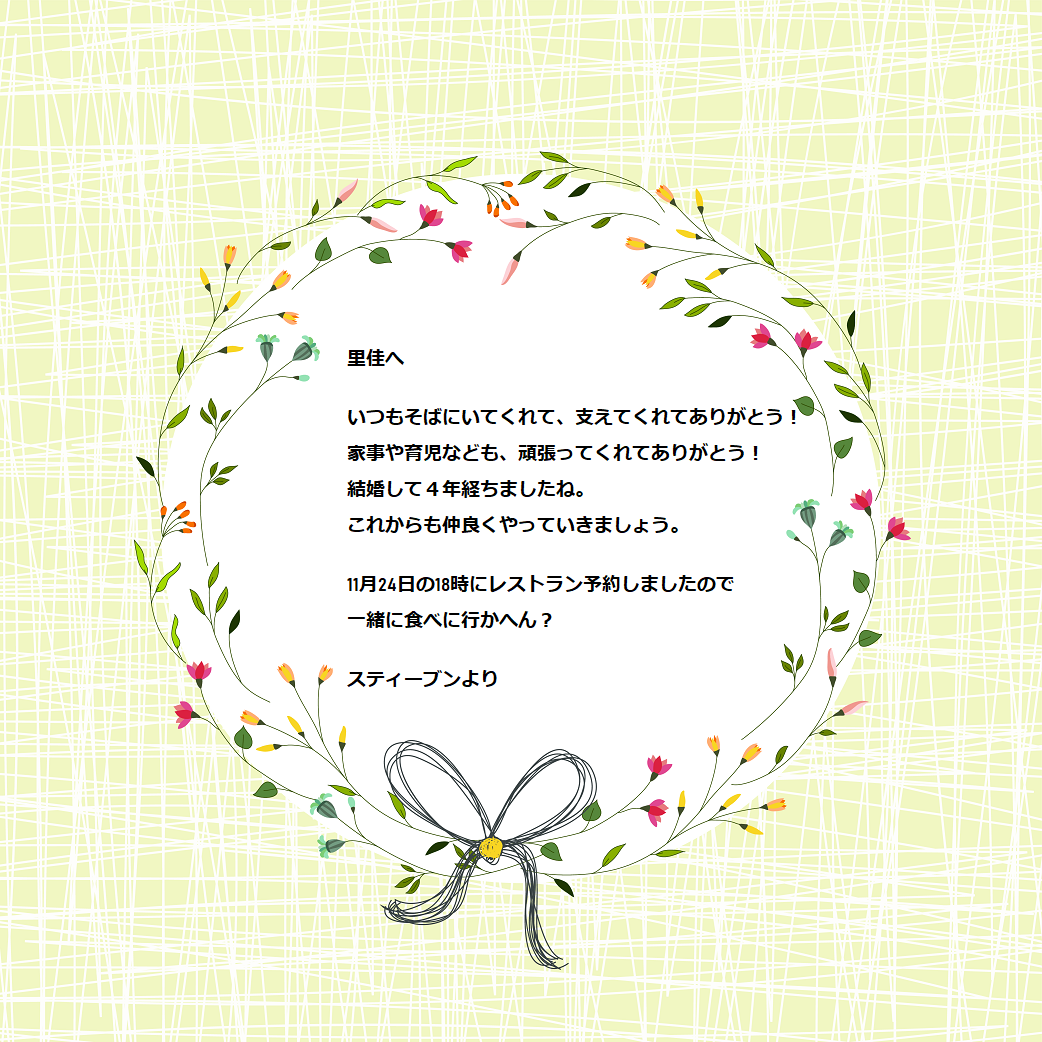 里佳へ
いつもそばにいてくれて、支えてくれてありがとう！
家事や育児なども、頑張ってくれてありがとう！
結婚して４年経ちましたね。
これからも仲良くやっていきましょう。
11月24日の18時にレストラン予約しましたので
一緒に食べに行かへん？
スティーブンより